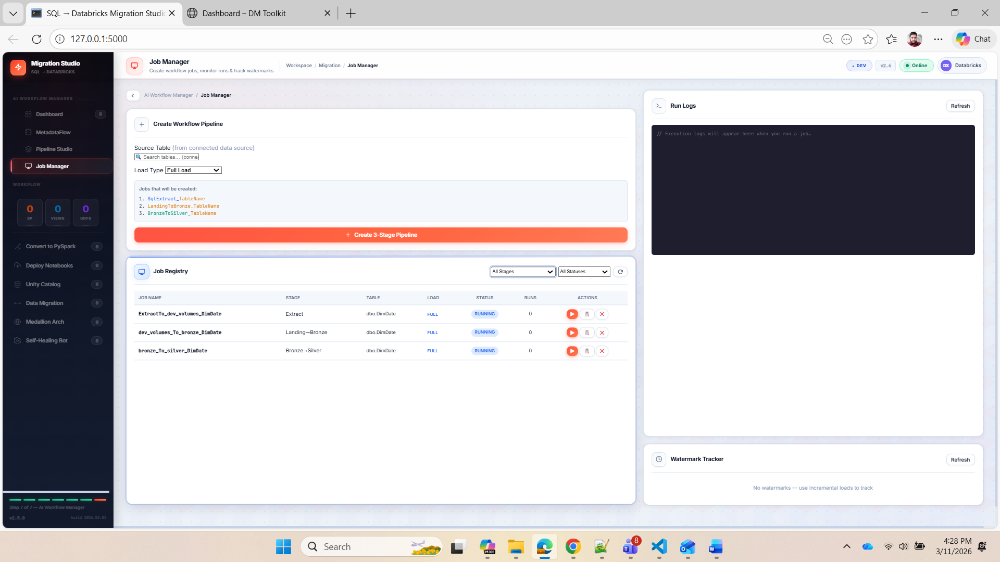 SQL → Databricks Migration Studio
Dashboard – DM Toolkit
127.0.0.1:5000
Chat
Migration Studio
SQL → DATABRICKS
AI WORKFLOW MANAGER
Dashboard 0
MetadataFlow
Pipeline Studio
Job Manager
WORKFLOW
0 0 0
SP VIEWS UDFS
Convert to PySpark 0
Deploy Notebooks 0
Unity Catalog 0
Data Migration 0
Medallion Arch 0
Self-Healing Bot 0
Step 7 of 7 — AI Workflow Manager
v2.5.0 build 2026.03.01
Job Manager
Create workflow jobs, monitor runs & track watermarks
Workspace / Migration / Job Manager
DEV
v2.4
Online
DX Databricks
AI Workflow Manager / Job Manager
Create Workflow Pipeline
Source Table (from connected data source)
Search tables... (conne
Load Type Full Load
Jobs that will be created:
1. SqlExtract_TableName
2. LandingToBronze_TableName
3. BronzeToSilver_TableName
+ Create 3-Stage Pipeline
Job Registry
All Stages
All Statuses
JOB NAME STAGE TABLE LOAD STATUS RUNS ACTIONS
ExtractTo_dev_volumes_DimDate Extract dbo.DimDate FULL RUNNING 0
dev_volumes_To_bronze_DimDate Landing→Bronze dbo.DimDate FULL RUNNING 0
bronze_To_silver_DimDate Bronze→Silver dbo.DimDate FULL RUNNING 0
Run Logs
Refresh
// Execution logs will appear here when you run a job…
Watermark Tracker
Refresh
No watermarks — use incremental loads to track
Search
M365
8
4:28 PM
3/11/2026